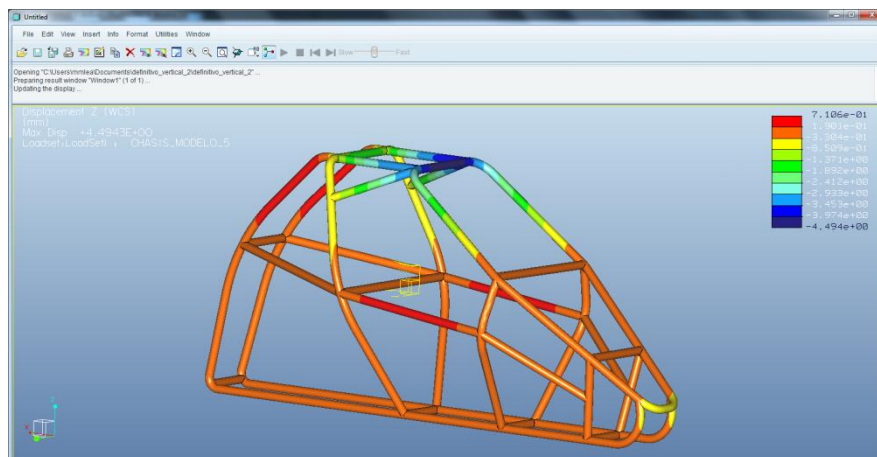 Untitled
File Edit View Insert Info Format Utilities Window
Slow Fast
Opening "C:\Users\mmlea\Documents\definitivo_vertical_2\definitivo_vertical_2" ...
Preparing result window "Window1" (1 of 1) ...
Updating the display ...
Displacement Z (WCS)
(mm)
Max Disp +4.4943E+00
Loadset:LoadSet1 : CHASIS_MODELO_5
7.106e-01
1.901e-01
-3.304e-01
-8.509e-01
-1.371e+00
-1.892e+00
-2.412e+00
-2.933e+00
-3.453e+00
-3.974e+00
-4.494e+00